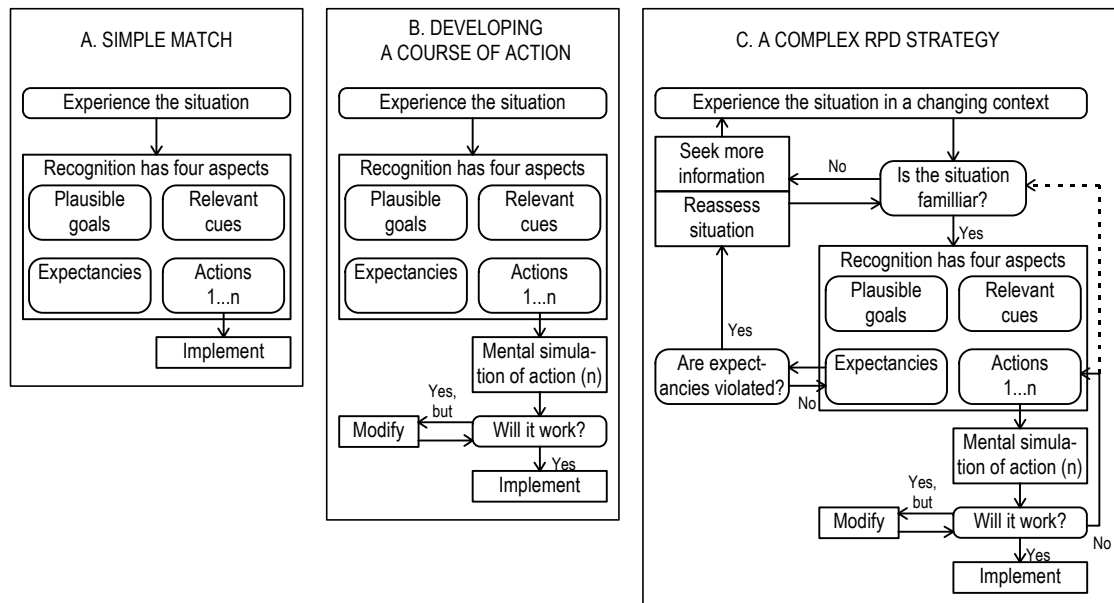 A. SIMPLE MATCH
Experience the situation
Recognition has four aspects
Plausible
goals
Relevant
cues
Expectancies
Actions
1...n
Implement
B. DEVELOPING
A COURSE OF ACTION
Experience the situation
Recognition has four aspects
Plausible
goals
Relevant
cues
Expectancies
Actions
1...n
Mental simula-
tion of action (n)
Yes,
but
Modify
Will it work?
Yes
Implement
C. A COMPLEX RPD STRATEGY
Experience the situation in a changing context
Seek more
information
No
Is the situation
familliar?
Reassess
situation
Yes
Recognition has four aspects
Plausible
goals
Relevant
cues
Yes
Are expect-
ancies violated?
No
Expectancies
Actions
1...n
Mental simula-
tion of action (n)
Yes,
but
Modify
Will it work?
No
Yes
Implement